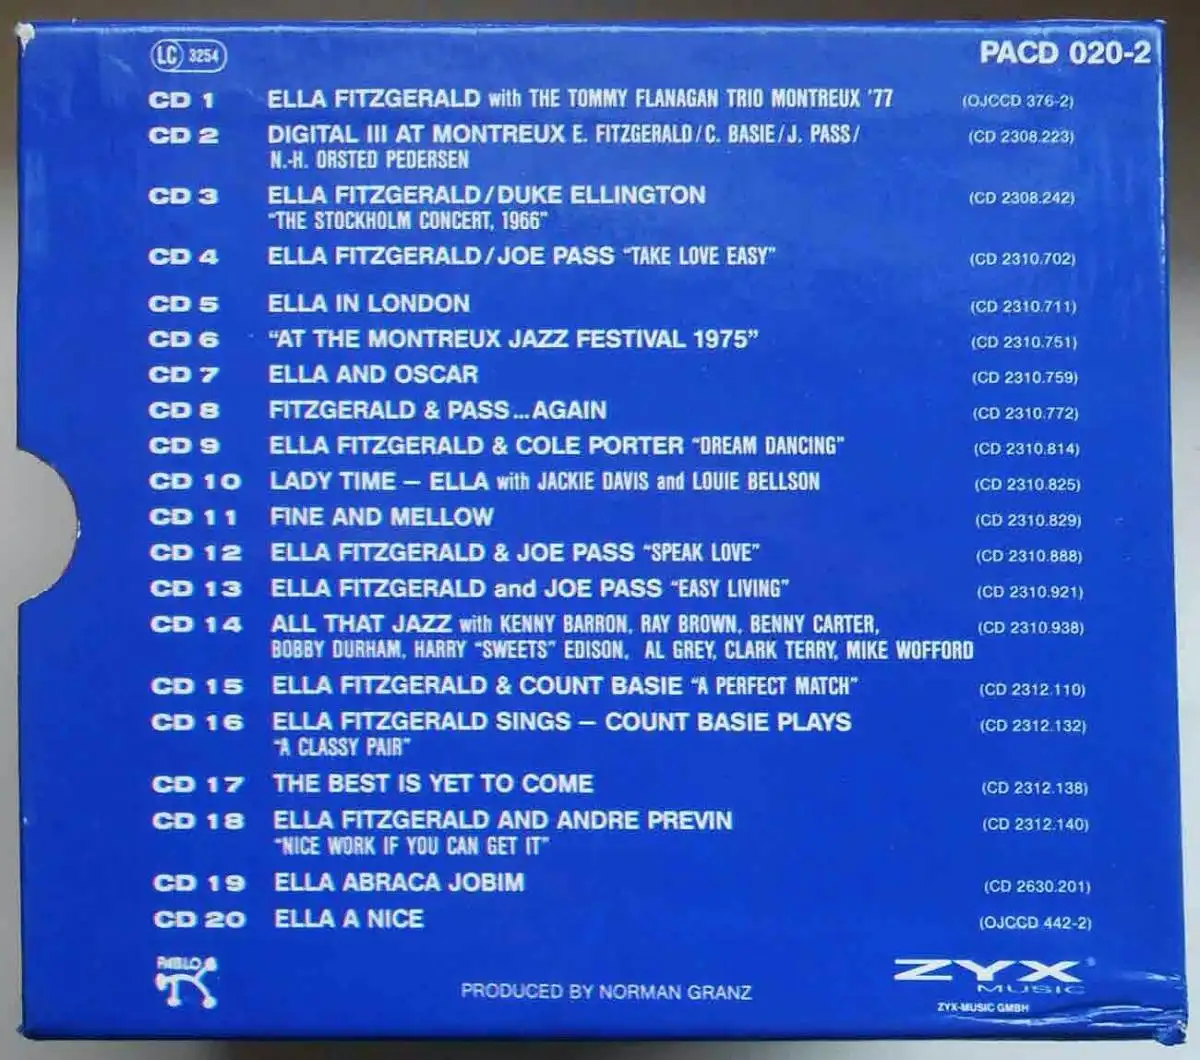 LC 3254
PACD 020-2
CD 1 ELLA FITZGERALD with THE TOMMY FLANAGAN TRIO MONTREUX '77 (OJCCD 376-2)
CD 2 DIGITAL III AT MONTREUX E. FITZGERALD/C. BASIE/J. PASS/ (CD 2308.223)
N.-H. ORSTED PEDERSEN
CD 3 ELLA FITZGERALD/DUKE ELLINGTON (CD 2308.242)
"THE STOCKHOLM CONCERT, 1966"
CD 4 ELLA FITZGERALD/JOE PASS "TAKE LOVE EASY" (CD 2310.702)
CD 5 ELLA IN LONDON (CD 2310.711)
CD 6 "AT THE MONTREUX JAZZ FESTIVAL 1975" (CD 2310.751)
CD 7 ELLA AND OSCAR (CD 2310.759)
CD 8 FITZGERALD & PASS...AGAIN (CD 2310.772)
CD 9 ELLA FITZGERALD & COLE PORTER "DREAM DANCING" (CD 2310.814)
CD 10 LADY TIME – ELLA with JACKIE DAVIS and LOUIE BELLSON (CD 2310.825)
CD 11 FINE AND MELLOW (CD 2310.829)
CD 12 ELLA FITZGERALD & JOE PASS "SPEAK LOVE" (CD 2310.888)
CD 13 ELLA FITZGERALD and JOE PASS "EASY LIVING" (CD 2310.921)
CD 14 ALL THAT JAZZ with KENNY BARRON, RAY BROWN, BENNY CARTER, (CD 2310.938)
BOBBY DURHAM, HARRY "SWEETS" EDISON, AL GREY, CLARK TERRY, MIKE WOFFORD
CD 15 ELLA FITZGERALD & COUNT BASIE "A PERFECT MATCH" (CD 2312.110)
CD 16 ELLA FITZGERALD SINGS – COUNT BASIE PLAYS (CD 2312.132)
"A CLASSY PAIR"
CD 17 THE BEST IS YET TO COME (CD 2312.138)
CD 18 ELLA FITZGERALD AND ANDRE PREVIN (CD 2312.140)
"NICE WORK IF YOU CAN GET IT"
CD 19 ELLA ABRACA JOBIM (CD 2630.201)
CD 20 ELLA A NICE (OJCCD 442-2)
PABLO
PRODUCED BY NORMAN GRANZ
ZYX
MUSIC
ZYX-MUSIC GMBH